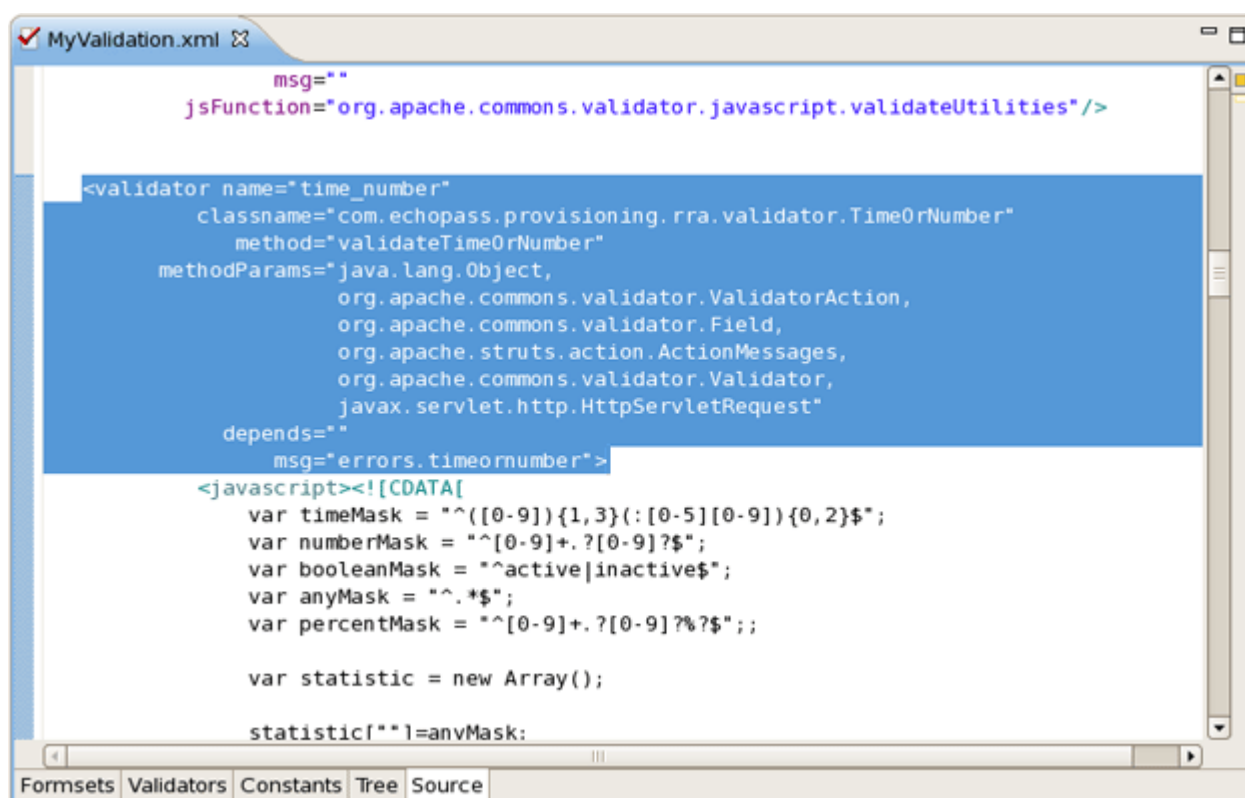 MyValidation.xml
msg=""
jsFunction="org.apache.commons.validator.javascript.validateUtilities"/>
<validator name="time_number"
classname="com.echopass.provisioning.rra.validator.TimeOrNumber"
method="validateTimeOrNumber"
methodParams="java.lang.Object,
org.apache.commons.validator.ValidatorAction,
org.apache.commons.validator.Field,
org.apache.struts.action.ActionMessages,
org.apache.commons.validator.Validator,
javax.servlet.http.HttpServletRequest"
depends=""
msg="errors.timeornumber">
<javascript><![CDATA[
var timeMask = "^([0-9]){1,3}(:[0-5][0-9]){0,2}$";
var numberMask = "^[0-9]+.?[0-9]?$";
var booleanMask = "^active|inactive$";
var anyMask = "^.*$";
var percentMask = "^[0-9]+.?[0-9]?%?$";;
var statistic = new Array();
statistic[""]=anyMask;
Formsets Validators Constants Tree Source